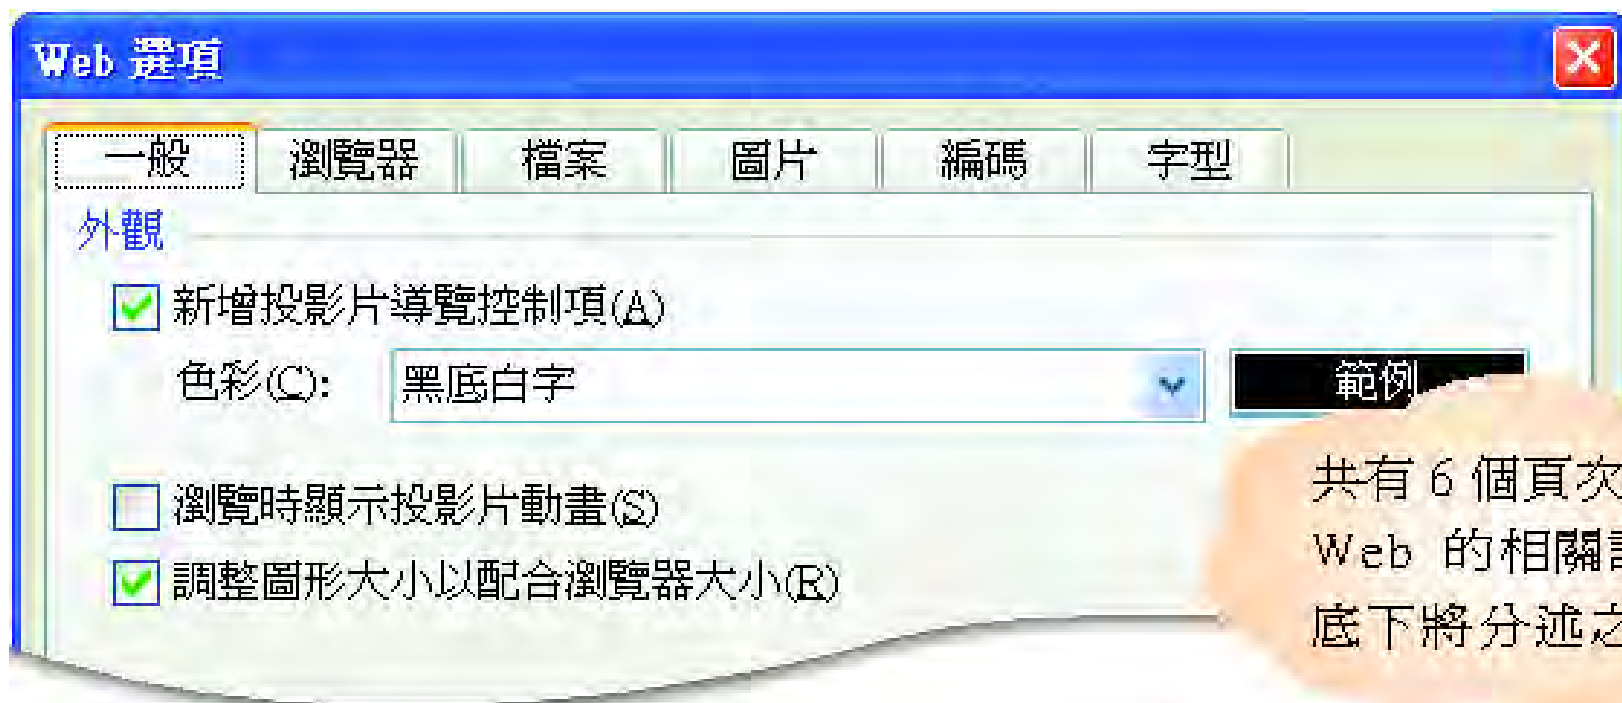 Web 選項
一般 瀏覽器 檔案 圖片 編碼 字型
外觀
新增投影片導覽控制項(A)
色彩(C): 黑底白字 範例
瀏覽時顯示投影片動畫(S)
調整圖形大小以配合瀏覽器大小(R)
共有 6 個頁次
Web 的相關
底下將分述之